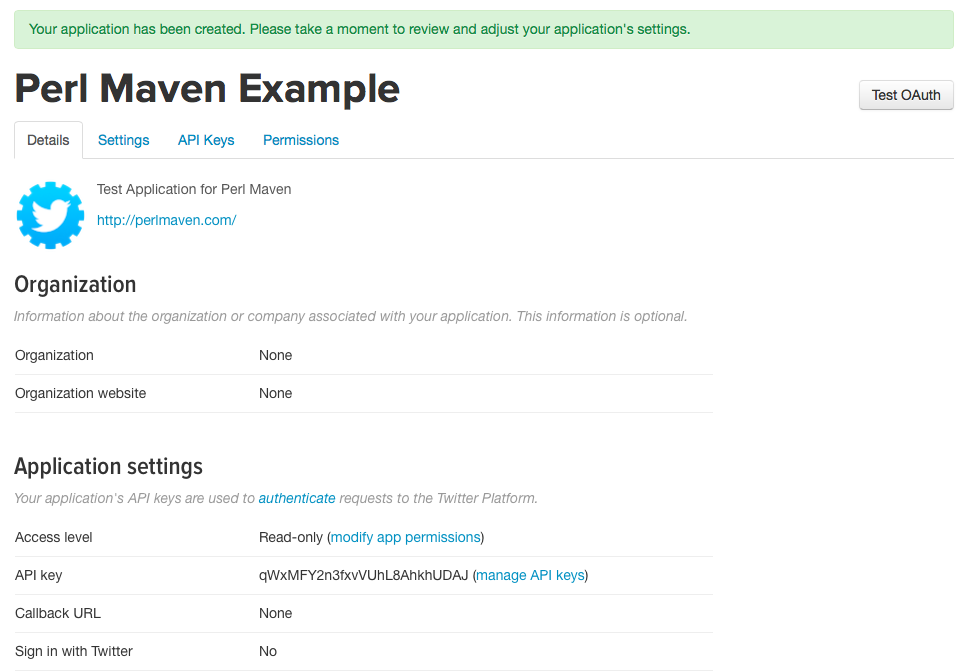 Your application has been created. Please take a moment to review and adjust your application's settings.
Perl Maven Example
Test OAuth
Details Settings API Keys Permissions
Test Application for Perl Maven
http://perlmaven.com/
Organization
Information about the organization or company associated with your application. This information is optional.
Organization None
Organization website None
Application settings
Your application's API keys are used to authenticate requests to the Twitter Platform.
Access level Read-only (modify app permissions)
API key qWxMFY2n3fxvVUhL8AhkhUDAJ (manage API keys)
Callback URL None
Sign in with Twitter No